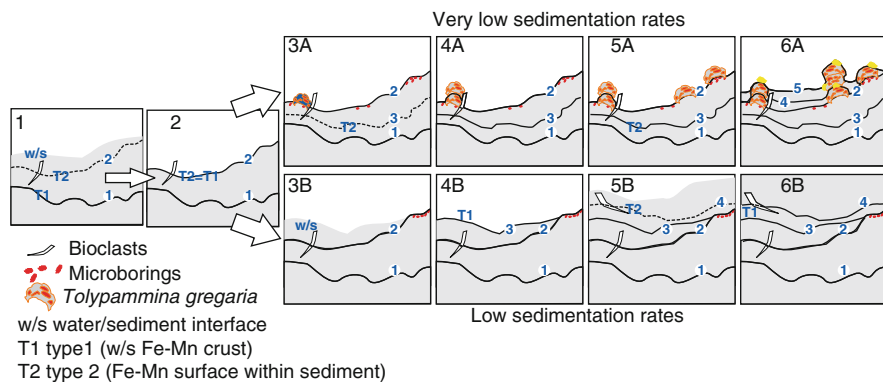 Very low sedimentation rates
3A
2
T2
3
1
4A
2
3
1
5A
2
T2
3
1
6A
5
4
2
3
1
1
w/s
2
T2
T1
1
2
2
T2=T1
1
3B
w/s
2
1
4B
T1
3
2
1
5B
T2
4
3
2
1
6B
T1
4
3
2
1
Low sedimentation rates
Bioclasts
Microborings
Tolypammina gregaria
w/s water/sediment interface
T1 type1 (w/s Fe-Mn crust)
T2 type 2 (Fe-Mn surface within sediment)